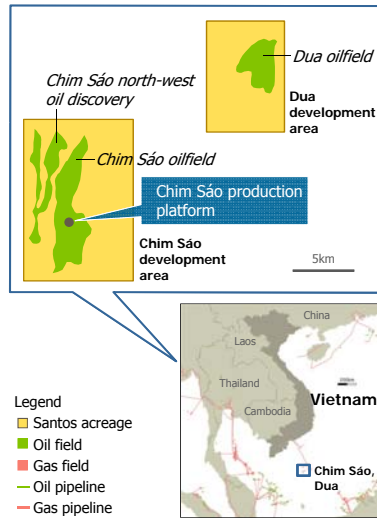 Dua oilfield
Chim Sáo north-west
oil discovery
Dua
development
area
Chim Sáo oilfield
Chim Sáo production
platform
Chim Sáo
development
area
5km
China
Laos
Thailand
Vietnam
Cambodia
Chim Sáo,
Dua
Legend
Santos acreage
Oil field
Gas field
Oil pipeline
Gas pipeline